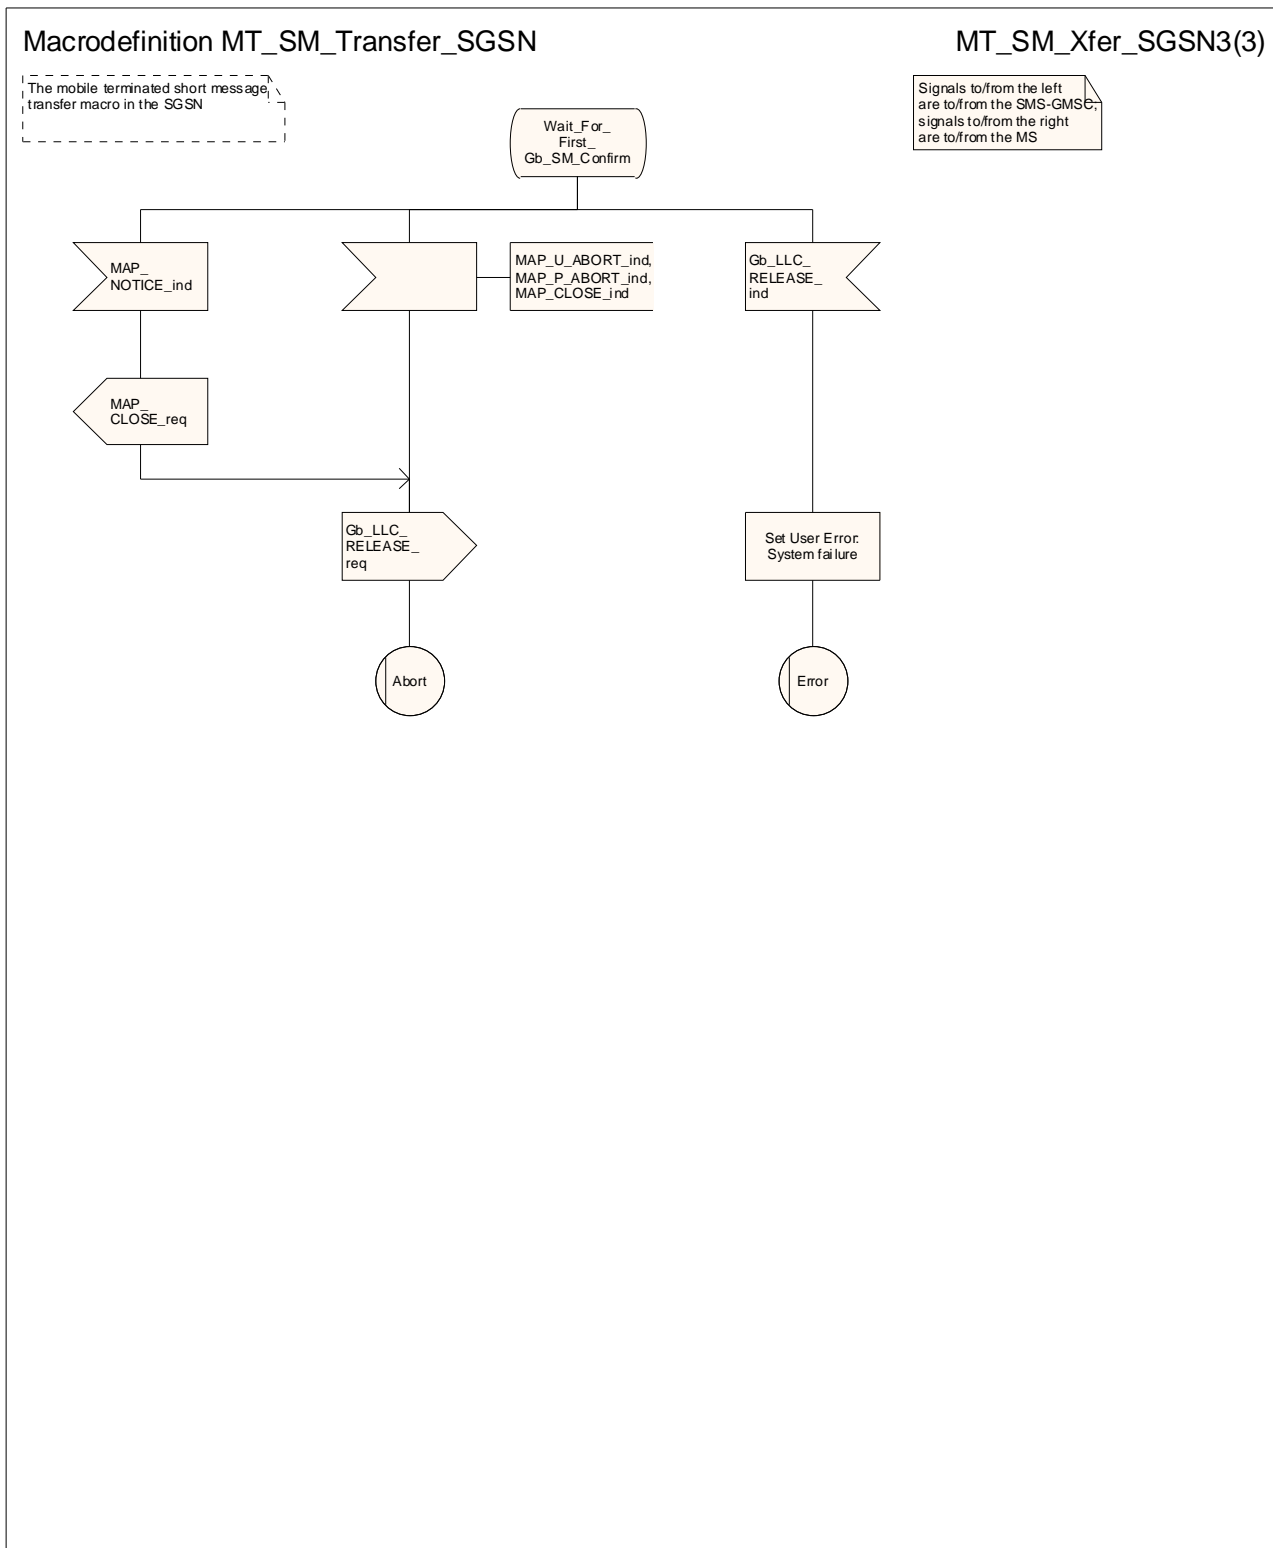 Macrodefinition MT_SM_Transfer_SGSN
MT_SM_Xfer_SGSN3(3)
The mobile terminated short message
transfer macro in the SGSN
Signals to/from the left
are to/from the SMS-GMSC;
signals to/from the right
are to/from the MS
Wait_For_
First_
Gb_SM_Confirm
MAP_
NOTICE_ind
MAP_U_ABORT_ind,
MAP_P_ABORT_ind,
MAP_CLOSE_ind
Gb_LLC_
RELEASE_
ind
MAP_
CLOSE_req
Gb_LLC_
RELEASE_
req
Set User Error:
System failure
Abort
Error